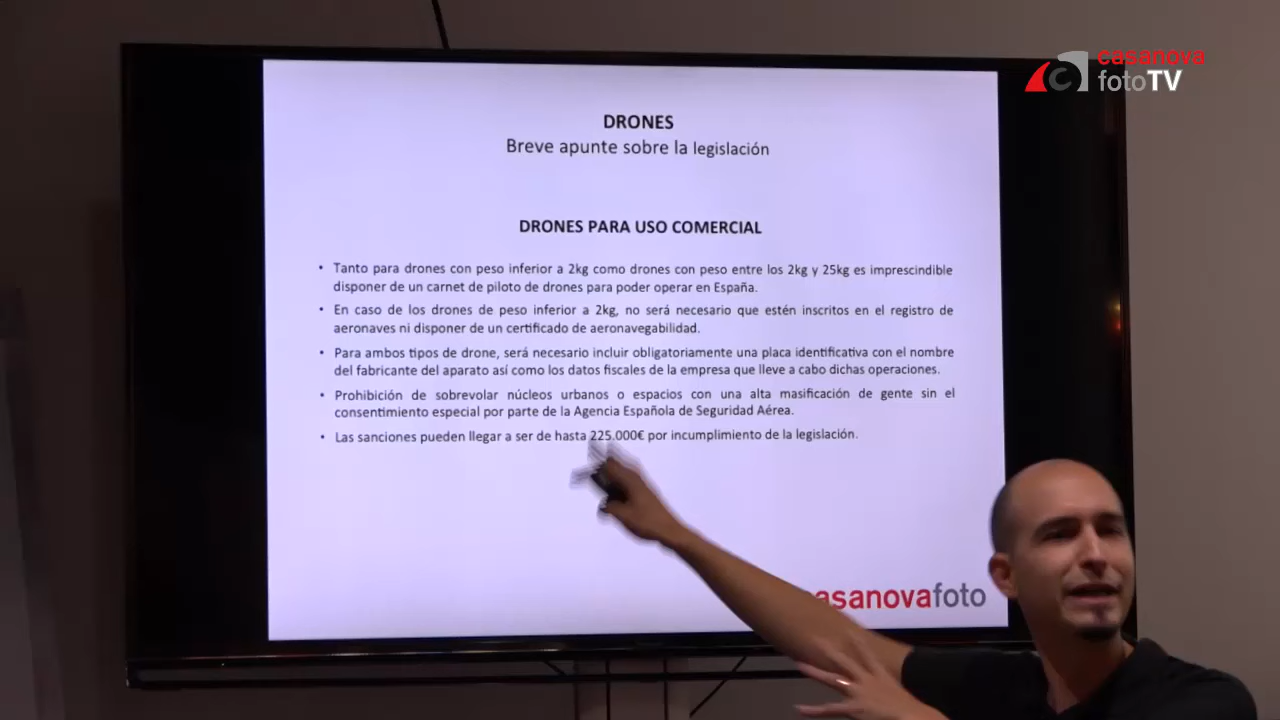 casanova
fotoTV
DRONES
Breve apunte sobre la legislación
DRONES PARA USO COMERCIAL
• Tanto para drones con peso inferior a 2kg como drones con peso entre los 2kg y 25kg es imprescindible
disponer de un carnet de piloto de drones para poder operar en España.
• En caso de los drones de peso inferior a 2kg, no será necesario que estén inscritos en el registro de
aeronaves ni disponer de un certificado de aeronavegabilidad.
• Para ambos tipos de drone, será necesario incluir obligatoriamente una placa identificativa con el nombre
del fabricante del aparato así como los datos fiscales de la empresa que lleve a cabo dichas operaciones.
• Prohibición de sobrevolar núcleos urbanos o espacios con una alta masificación de gente sin el
consentimiento especial por parte de la Agencia Española de Seguridad Aérea.
• Las sanciones pueden llegar a ser de hasta 225.000€ por incumplimiento de la legislación.
casanovafoto